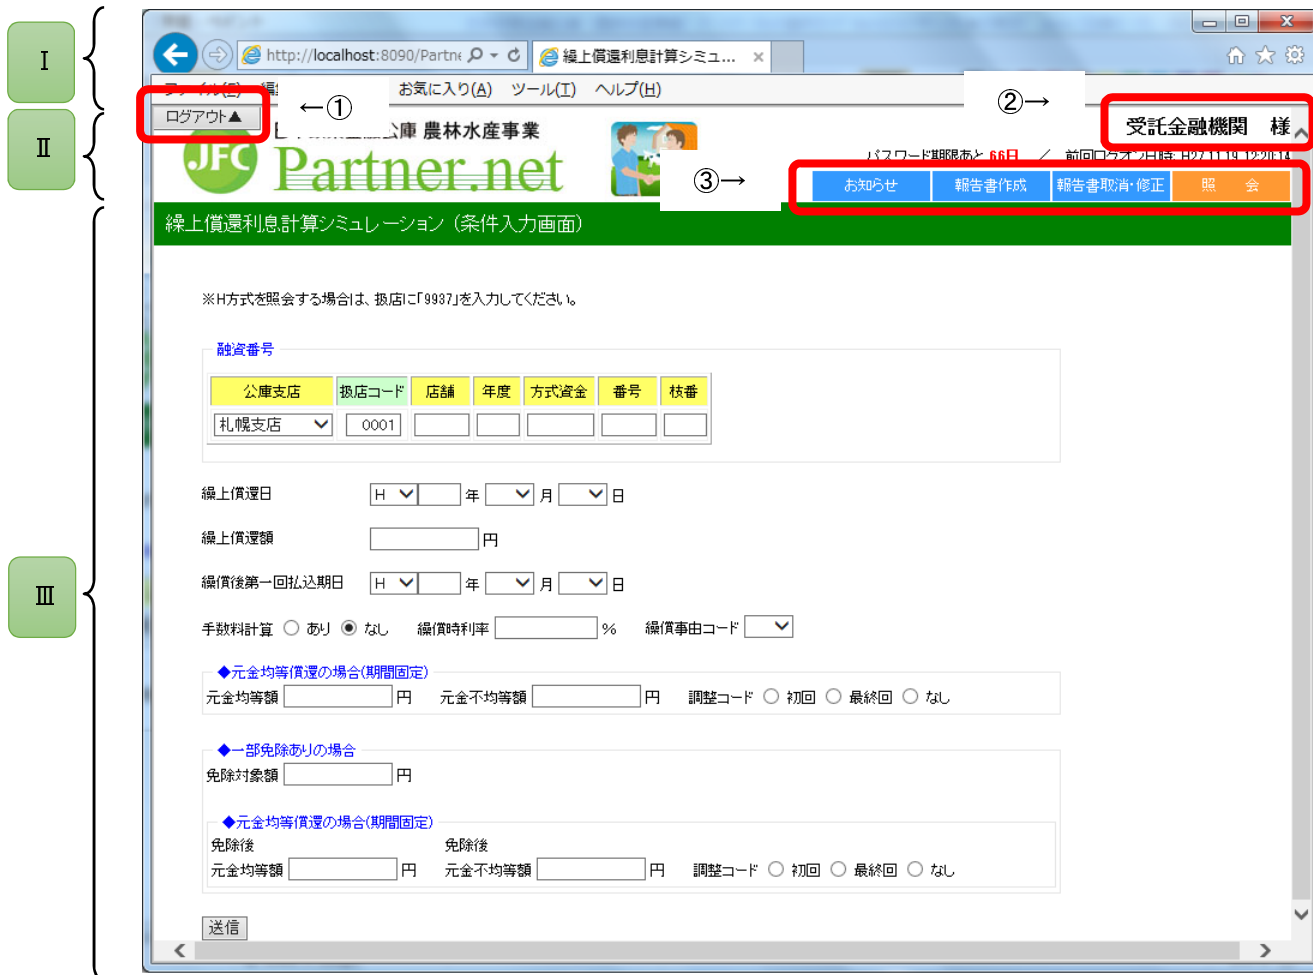 Ⅰ
http://localhost:8090/Partne
繰上償還利息計算シミュ...
お気に入り(A) ツール(T) ヘルプ(H)
←①
②→
ログアウト▲
受託金融機関 様
Ⅱ
公庫 農林水産事業
JFC
Partner.net
パスワード期限あと 66日 / 前回ログオン日時: H27.11.19 12:20:14
③→
お知らせ 報告書作成 報告書取消・修正 照 会
繰上償還利息計算シミュレーション（条件入力画面）
※H方式を照会する場合は、扱店に「9937」を入力してください。
融資番号
公庫支店 扱店コード 店舗 年度 方式資金 番号 枝番
札幌支店 0001
繰上償還日 H 年 月 日
繰上償還額 円
Ⅲ
繰償後第一回払込期日 H 年 月 日
手数料計算 あり なし 繰償時利率 % 繰償事由コード
◆元金均等償還の場合(期間固定)
元金均等額 円 元金不均等額 円 調整コード 初回 最終回 なし
◆一部免除ありの場合
免除対象額 円
◆元金均等償還の場合(期間固定)
免除後 免除後
元金均等額 円 元金不均等額 円 調整コード 初回 最終回 なし
送信